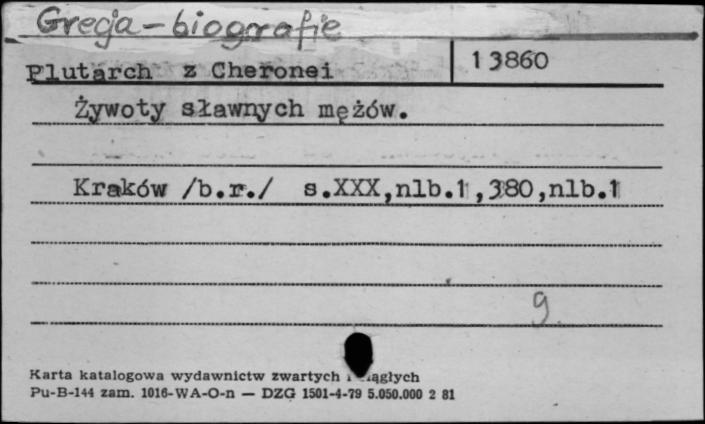 Grecja - biografie
Plutarch z Cheronei 13860
Żywoty sławnych mężów.
Kraków /b.r./ s.XXX,nlb.1,380,nlb.1
9
Karta katalogowa wydawnictw zwartych i ciągłych
Pu-B-144 zam. 1016-WA-O-n — DZG 1501-4-79 5.050.000 2 81